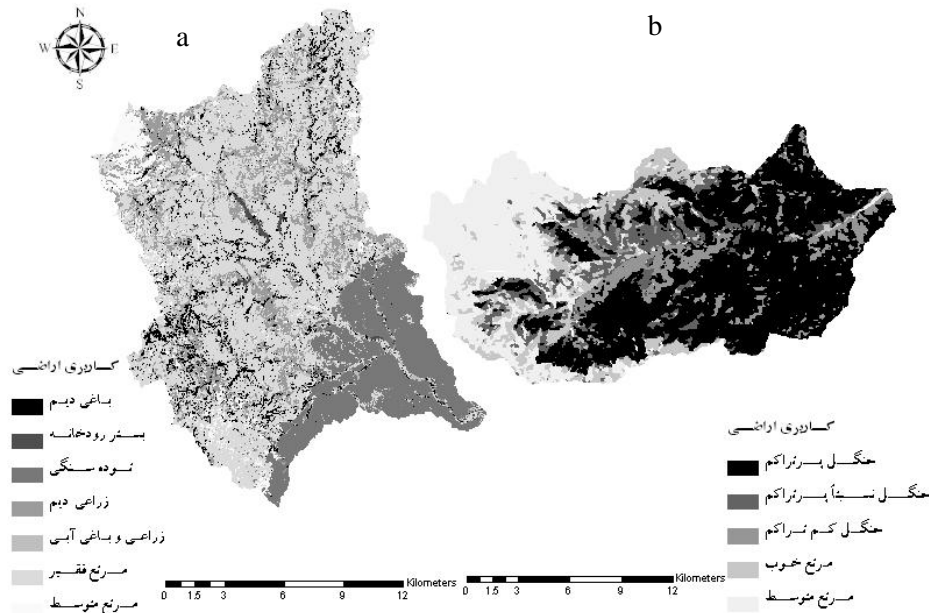 N
W E
S
a
b
کاربری اراضی
باغی دیم
بستر رودخانه
توده سنگی
زراعی دیم
زراعی و باغی آبی
مرتع فقیر
مرتع متوسط
Kilometers
0 1.5 3 6 9 12
کاربری اراضی
جنگل پرتراکم
جنگل نسبتاً پرتراکم
جنگل کم تراکم
مرتع خوب
مرتع متوسط
Kilometers
0 1.5 3 6 9 12